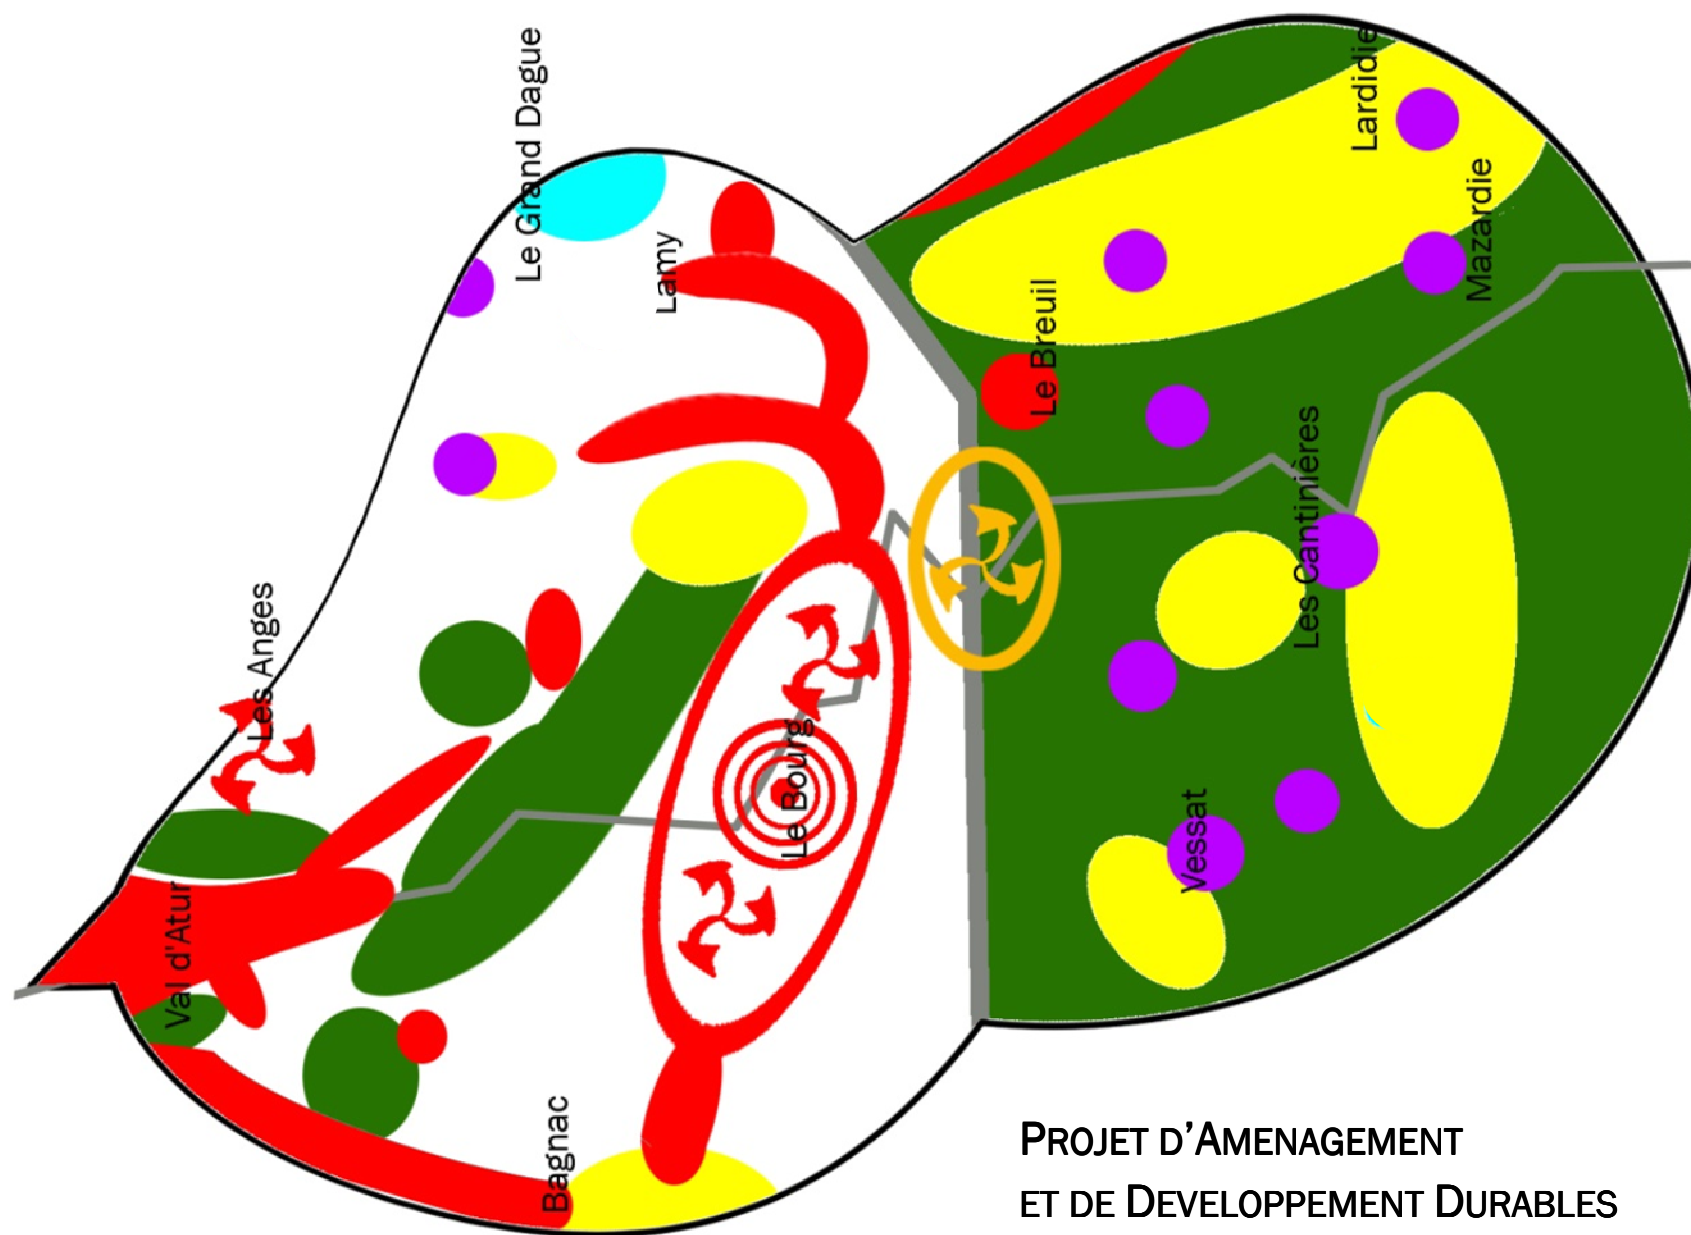 Le Grand Dague
Lardidie
Lamy
Mazardie
Le Breuil
Les Cantinières
Les Anges
Le Bourg
Vessat
Val d'Atur
Bagnac
PROJET D'AMENAGEMENT
ET DE DEVELOPPEMENT DURABLES